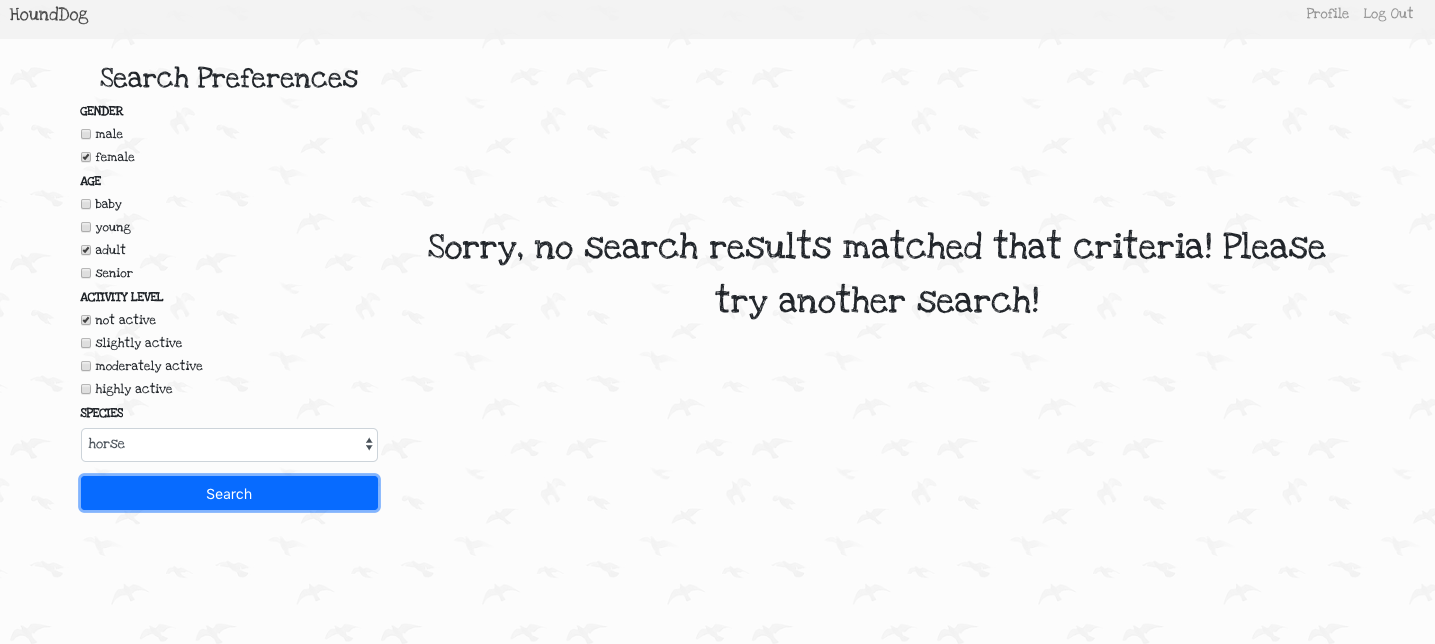 HoundDog
Profile
Log Out
Search Preferences
GENDER
male
female
AGE
baby
young
adult
senior
ACTIVITY LEVEL
not active
slightly active
moderately active
highly active
SPECIES
horse
Search
Sorry, no search results matched that criteria! Please
try another search!